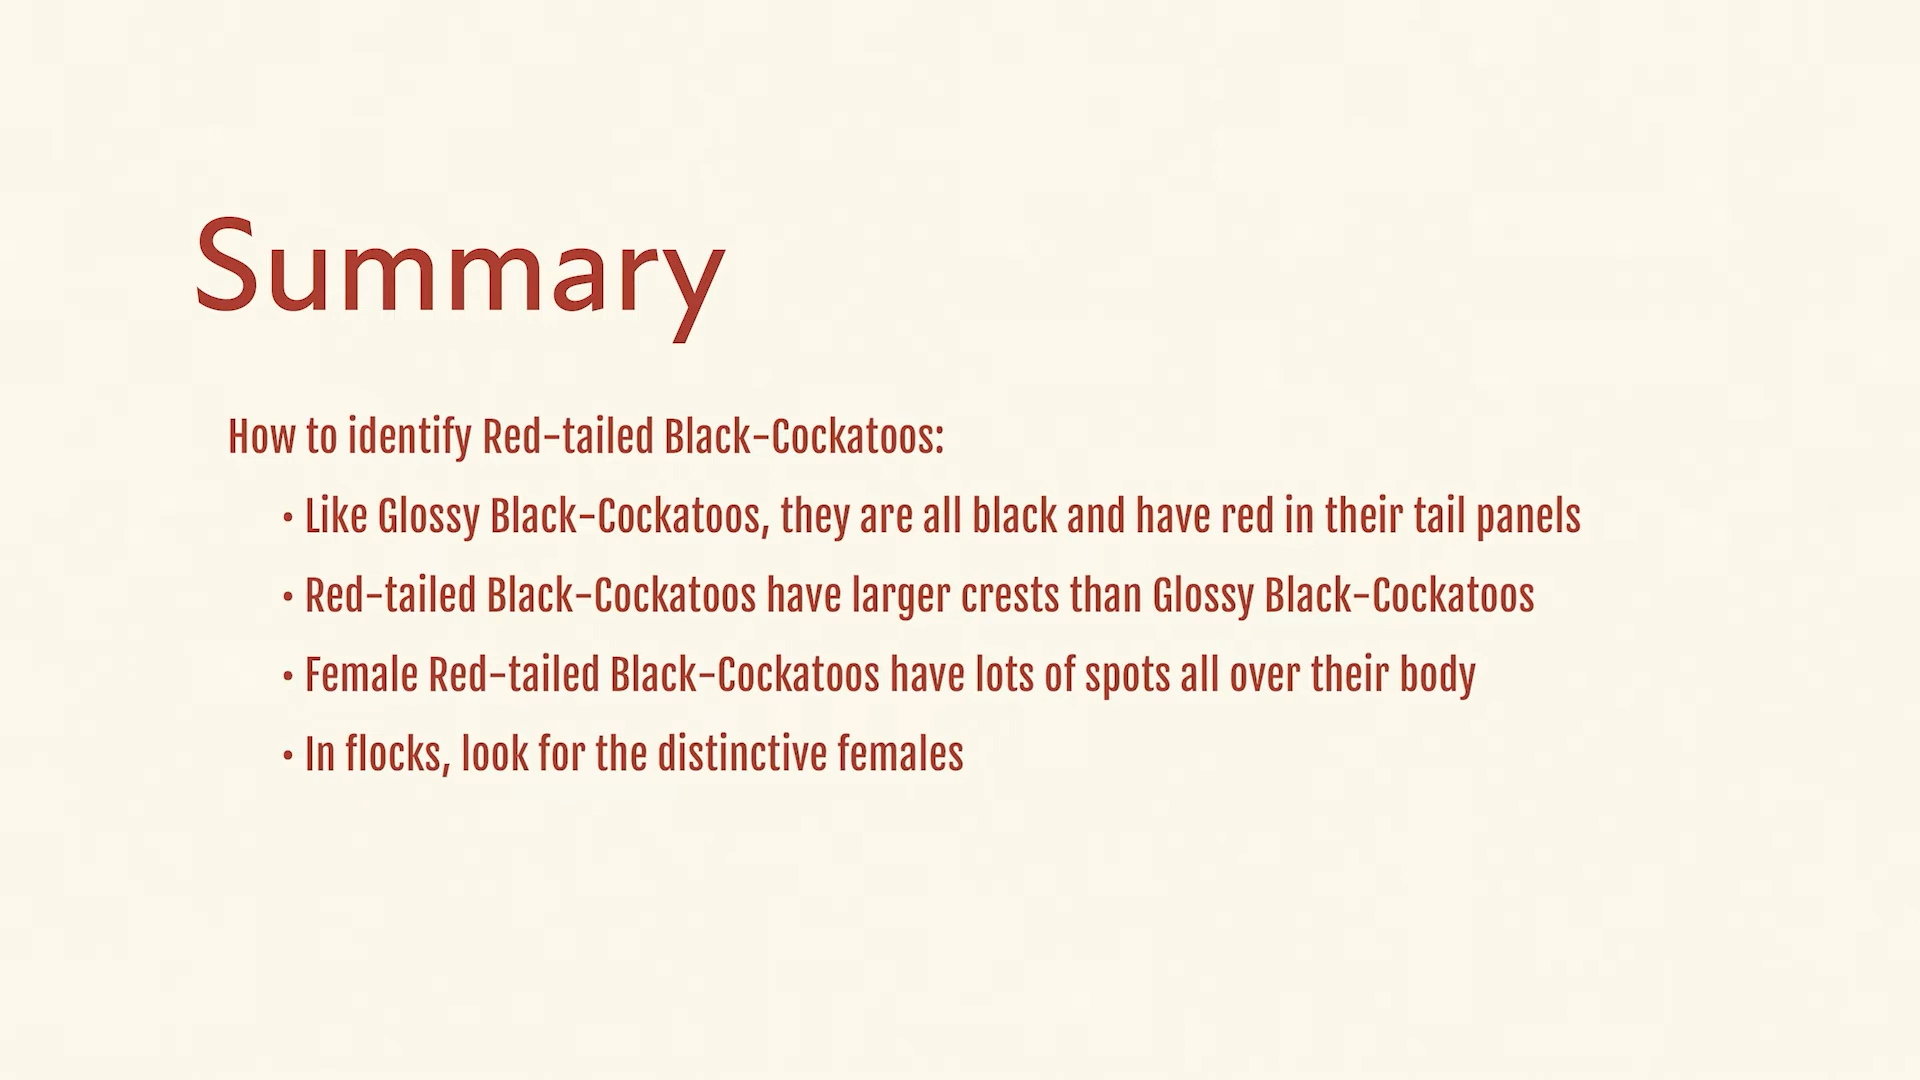 Summary
How to identify Red-tailed Black-Cockatoos:
• Like Glossy Black-Cockatoos, they are all black and have red in their tail panels
• Red-tailed Black-Cockatoos have larger crests than Glossy Black-Cockatoos
• Female Red-tailed Black-Cockatoos have lots of spots all over their body
• In flocks, look for the distinctive females